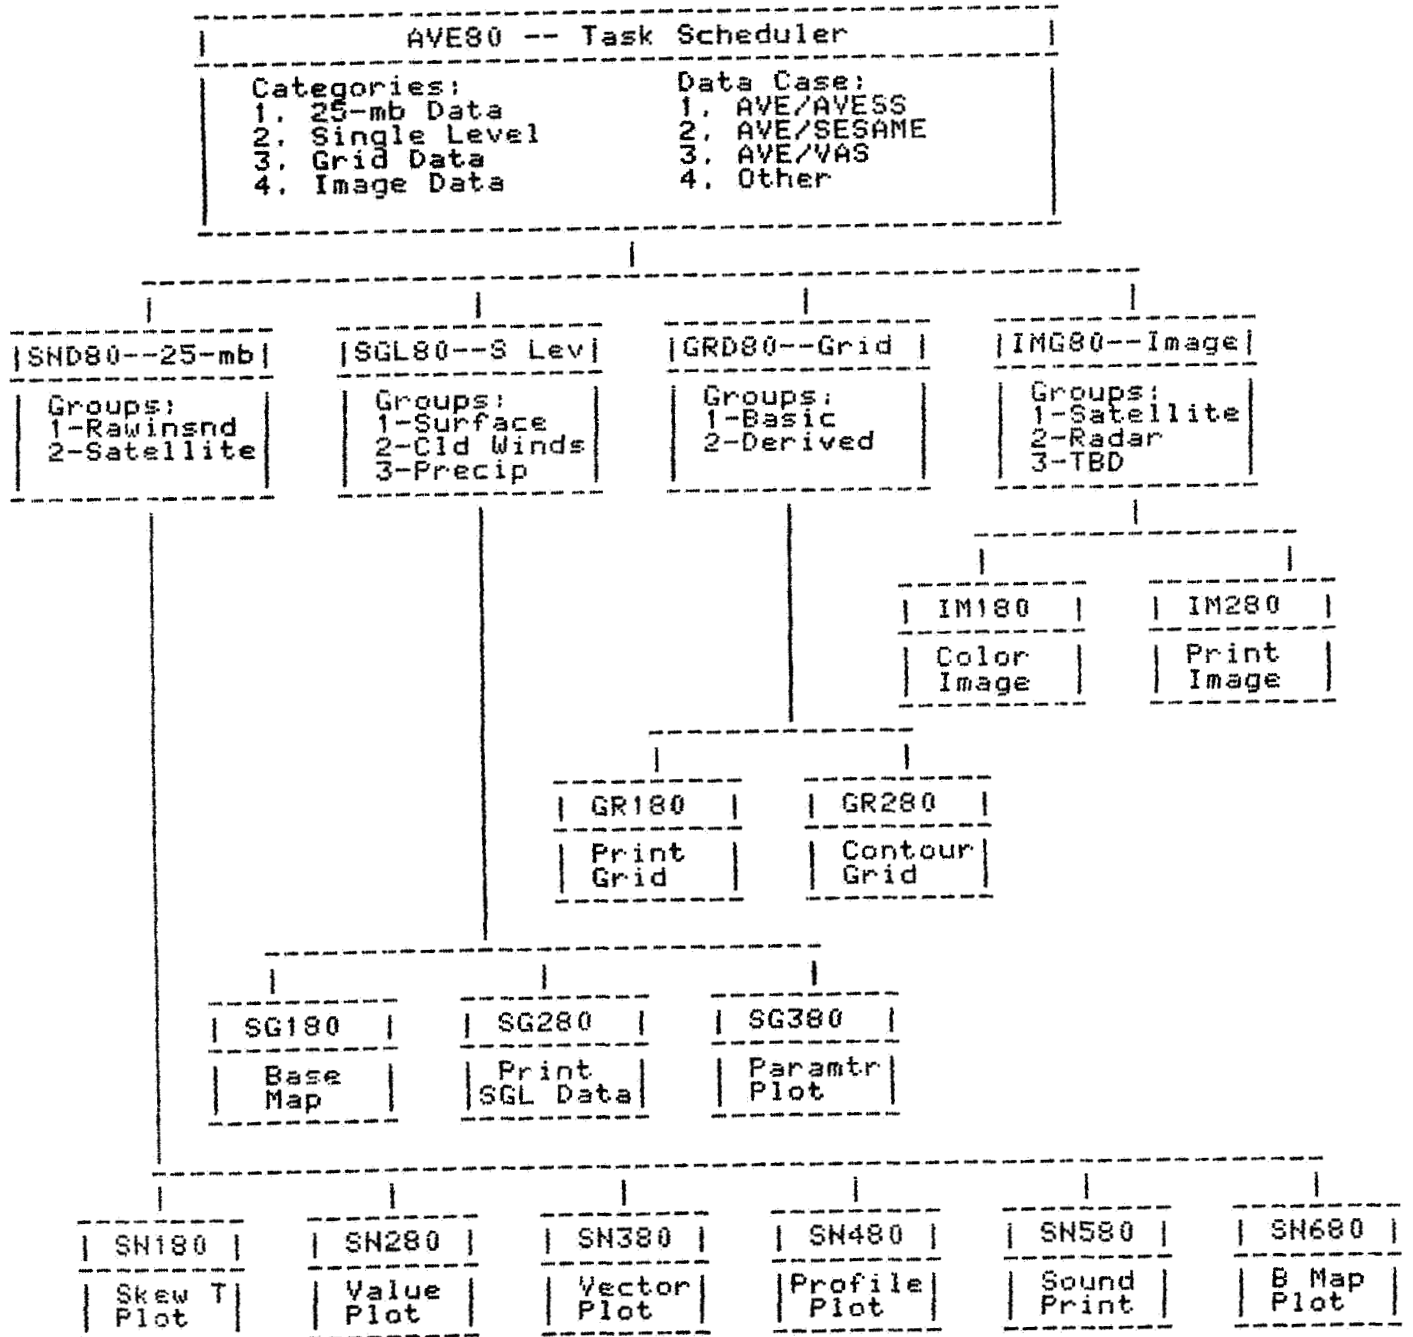 AVE80 -- Task Scheduler
Categories:
1. 25-mb Data
2. Single Level
3. Grid Data
4. Image Data
Data Case:
1. AVE/AVESS
2. AVE/SESAME
3. AVE/VAS
4. Other
SND80--25-mb
Groups:
1-Rawinsnd
2-Satellite
SGL80--S Lev
Groups:
1-Surface
2-Cld Winds
3-Precip
GRD80--Grid
Groups:
1-Basic
2-Derived
IMG80--Image
Groups:
1-Satellite
2-Radar
3-TBD
IM180
Color
Image
IM280
Print
Image
GR180
Print
Grid
GR280
Contour
Grid
SG180
Base
Map
SG280
Print
SGL Data
SG380
Paramtr
Plot
SN180
Skew T
Plot
SN280
Value
Plot
SN380
Vector
Plot
SN480
Profile
Plot
SN580
Sound
Print
SN680
B Map
Plot